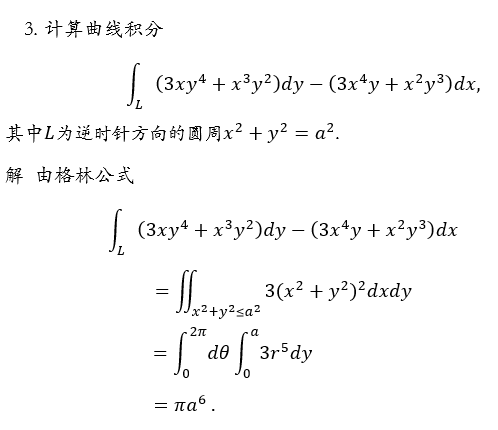 3. 计算曲线积分
∫_L (3xy⁴ + x³y²)dy − (3x⁴y + x²y³)dx,
其中L为逆时针方向的圆周x² + y² = a².
解 由格林公式
∫_L (3xy⁴ + x³y²)dy − (3x⁴y + x²y³)dx
= ∬_{x²+y²≤a²} 3(x² + y²)²dxdy
= ∫_0^{2π} dθ ∫_0^a 3r⁵dy
= πa⁶ .